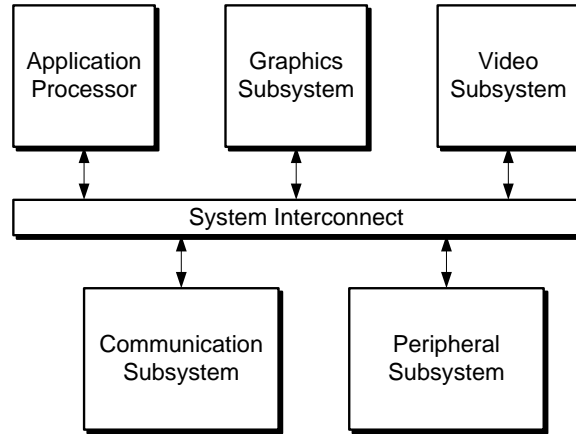 Application
Processor
Graphics
Subsystem
Video
Subsystem
System Interconnect
Communication
Subsystem
Peripheral
Subsystem